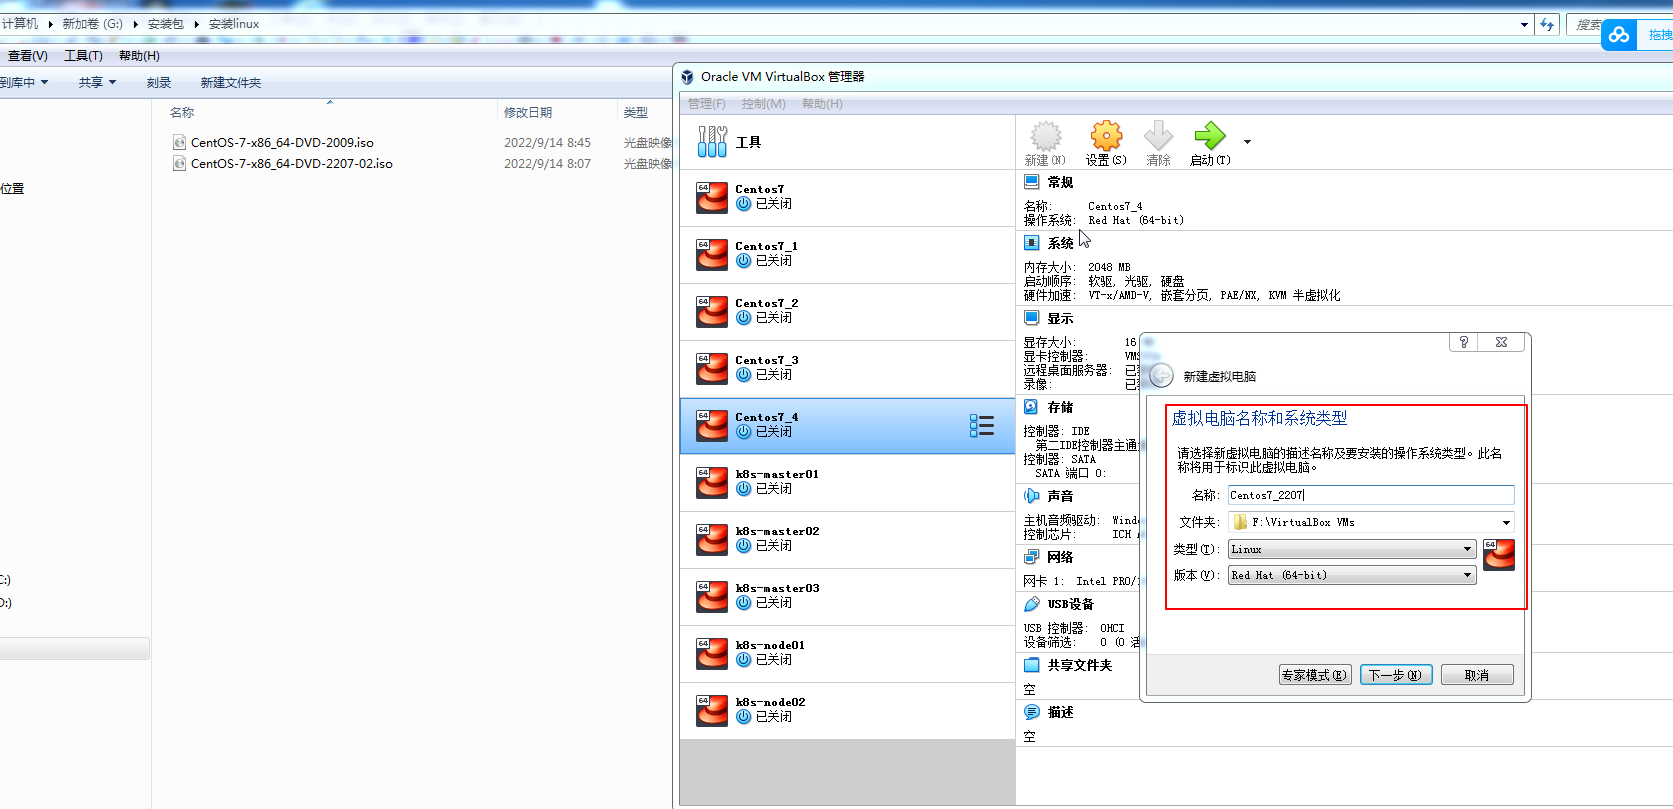 计算机 ▸ 新加卷 (G:) ▸ 安装包 ▸ 安装linux
搜索
拖拽
查看(V) 工具(T) 帮助(H)
到库中 共享 刻录 新建文件夹
名称 修改日期 类型
CentOS-7-x86_64-DVD-2009.iso 2022/9/14 8:45 光盘映像
CentOS-7-x86_64-DVD-2207-02.iso 2022/9/14 8:07 光盘映像
位置
C:)
D:)
Oracle VM VirtualBox 管理器
管理(F) 控制(M) 帮助(H)
工具
64 Centos7
已关闭
64 Centos7_1
已关闭
64 Centos7_2
已关闭
64 Centos7_3
已关闭
64 Centos7_4
已关闭
64 k8s-master01
已关闭
64 k8s-master02
已关闭
64 k8s-master03
已关闭
64 k8s-node01
已关闭
64 k8s-node02
已关闭
新建(N) 设置(S) 清除 启动(T)
常规
名称: Centos7_4
操作系统: Red Hat (64-bit)
系统
内存大小: 2048 MB
启动顺序: 软驱, 光驱, 硬盘
硬件加速: VT-x/AMD-V, 嵌套分页, PAE/NX, KVM 半虚拟化
显示
显存大小: 16
显卡控制器: VMS
远程桌面服务器: 已
录像: 已
存储
控制器: IDE
第二IDE控制器主通
控制器: SATA
SATA 端口 0:
声音
主机音频驱动: Windo
控制芯片: ICH A
网络
网卡 1: Intel PRO/1
USB设备
USB 控制器: OHCI
设备筛选: 0 (0 活
共享文件夹
空
描述
空
?
新建虚拟电脑
虚拟电脑名称和系统类型
请选择新虚拟电脑的描述名称及要安装的操作系统类型。此名
称将用于标识此虚拟电脑。
名称: Centos7_2207
文件夹: F:\VirtualBox VMs
类型(T): Linux
64
版本(V): Red Hat (64-bit)
专家模式(E) 下一步(N) 取消